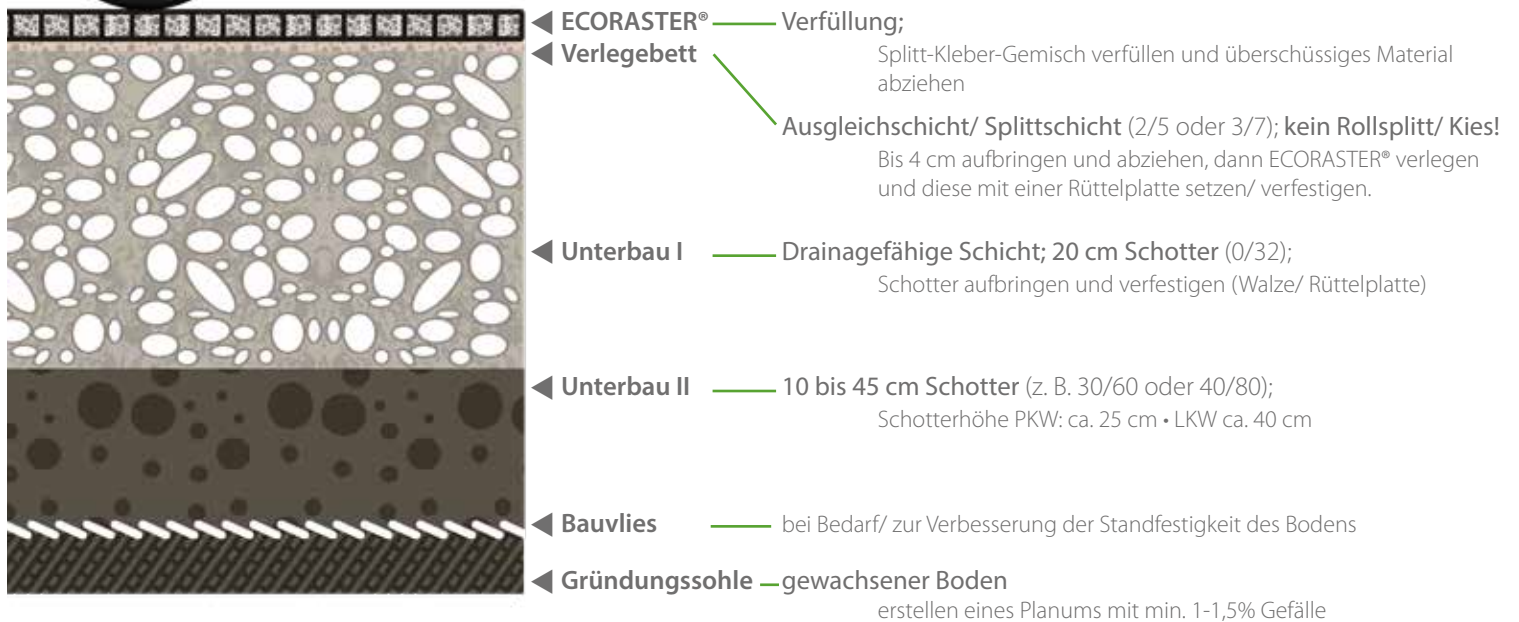 ECORASTER® Verfüllung;
Splitt-Kleber-Gemisch verfüllen und überschüssiges Material
abziehen
Verlegebett
Ausgleichschicht/ Splittschicht (2/5 oder 3/7); kein Rollsplitt/ Kies!
Bis 4 cm aufbringen und abziehen, dann ECORASTER® verlegen
und diese mit einer Rüttelplatte setzen/ verfestigen.
Unterbau I Drainagefähige Schicht; 20 cm Schotter (0/32);
Schotter aufbringen und verfestigen (Walze/ Rüttelplatte)
Unterbau II 10 bis 45 cm Schotter (z. B. 30/60 oder 40/80);
Schotterhöhe PKW: ca. 25 cm • LKW ca. 40 cm
Bauvlies bei Bedarf/ zur Verbesserung der Standfestigkeit des Bodens
Gründungssohle gewachsener Boden
erstellen eines Planums mit min. 1-1,5% Gefälle